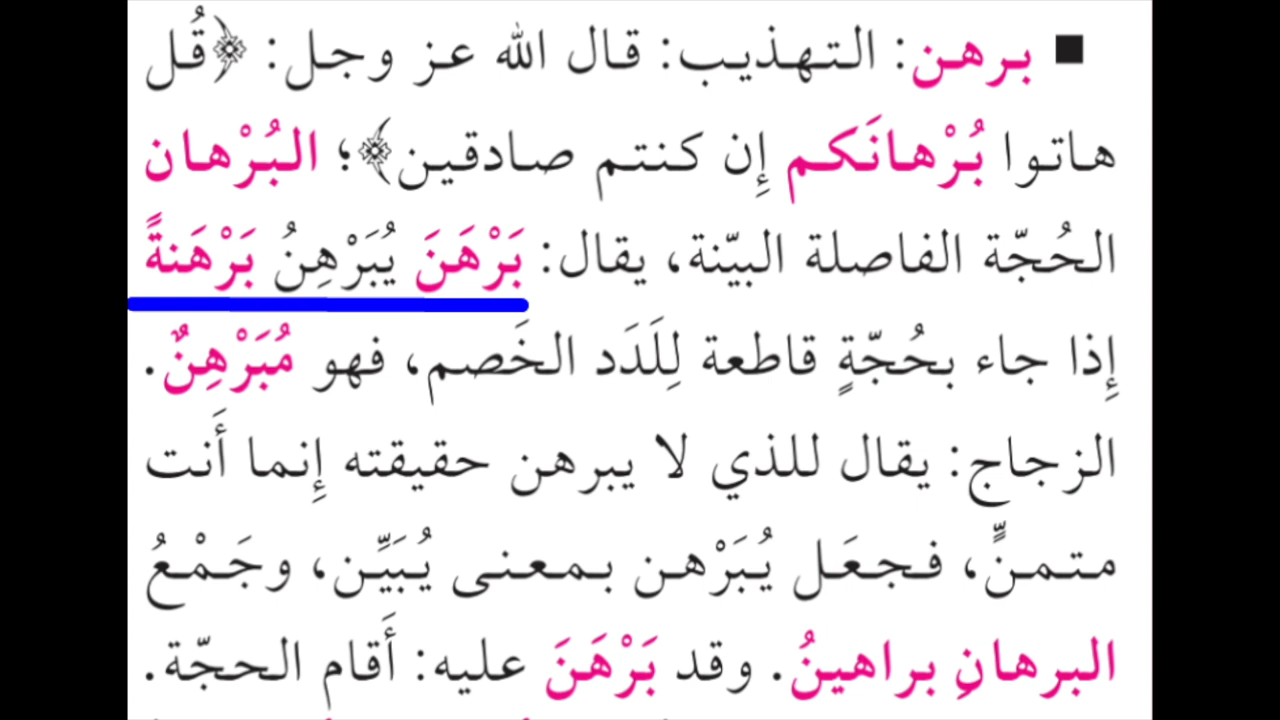 ■ برهن: التهذيب: قال الله عز وجل: ﴿قُل
هاتوا بُرْهانَكم إِن كنتم صادقين﴾؛ البُرْهان
الحُجّة الفاصلة البيّنة، يقال: بَرْهَنَ يُبَرْهِنُ بَرْهَنةً
إِذا جاء بحُجّةٍ قاطعة لِلَدَد الخَصم، فهو مُبَرْهِنٌ.
الزجاج: يقال للذي لا يبرهن حقيقته إِنما أَنت
متمنٍّ، فجعَل يُبَرْهن بمعنى يُبَيِّن، وجَمْعُ
البرهانِ براهينُ. وقد بَرْهَنَ عليه: أَقام الحجّة.